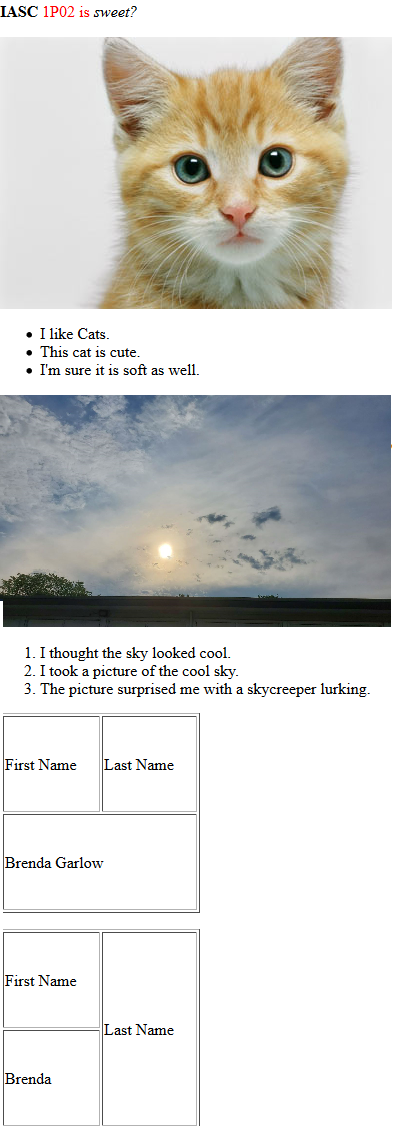 IASC 1P02 is sweet?
I like Cats.
This cat is cute.
I'm sure it is soft as well.
1. I thought the sky looked cool.
2. I took a picture of the cool sky.
3. The picture surprised me with a skycreeper lurking.
First Name Last Name
Brenda Garlow
First Name
Last Name
Brenda